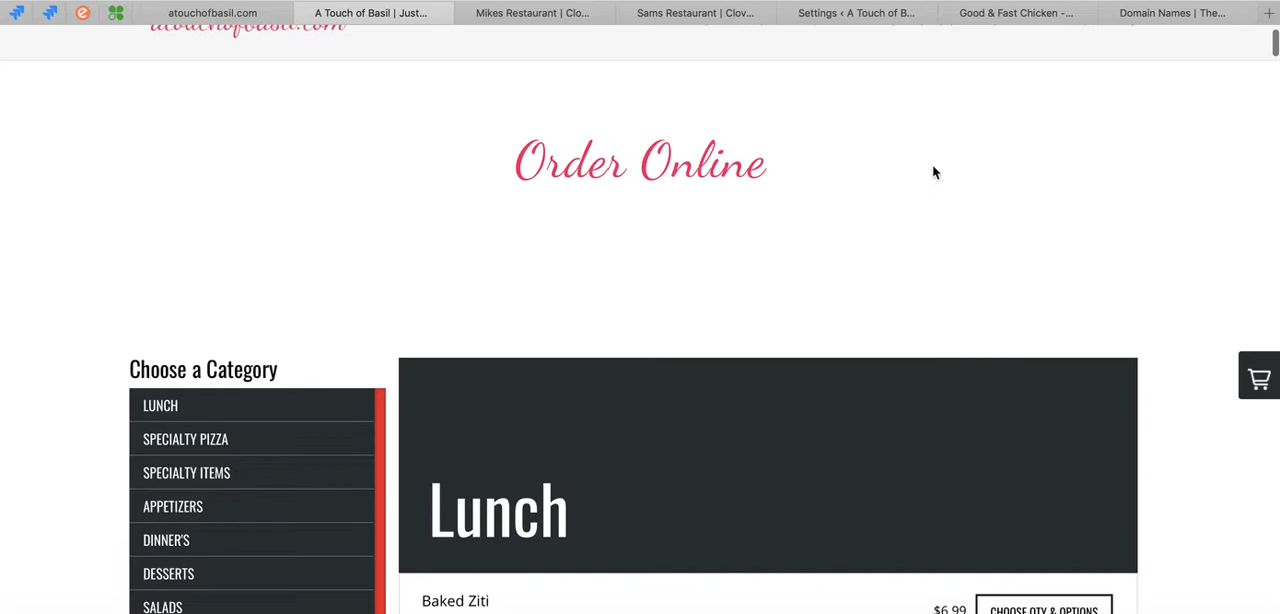 atouchofbasil.com
A Touch of Basil | Just...
Mikes Restaurant | Clo...
Sams Restaurant | Clov...
Settings ‹ A Touch of B...
Good & Fast Chicken -...
Domain Names | The...
atouchofbasil.com
Order Online
Choose a Category
LUNCH
SPECIALTY PIZZA
SPECIALTY ITEMS
APPETIZERS
DINNER'S
DESSERTS
SALADS
Lunch
Baked Ziti
$6.99
CHOOSE QTY & OPTIONS